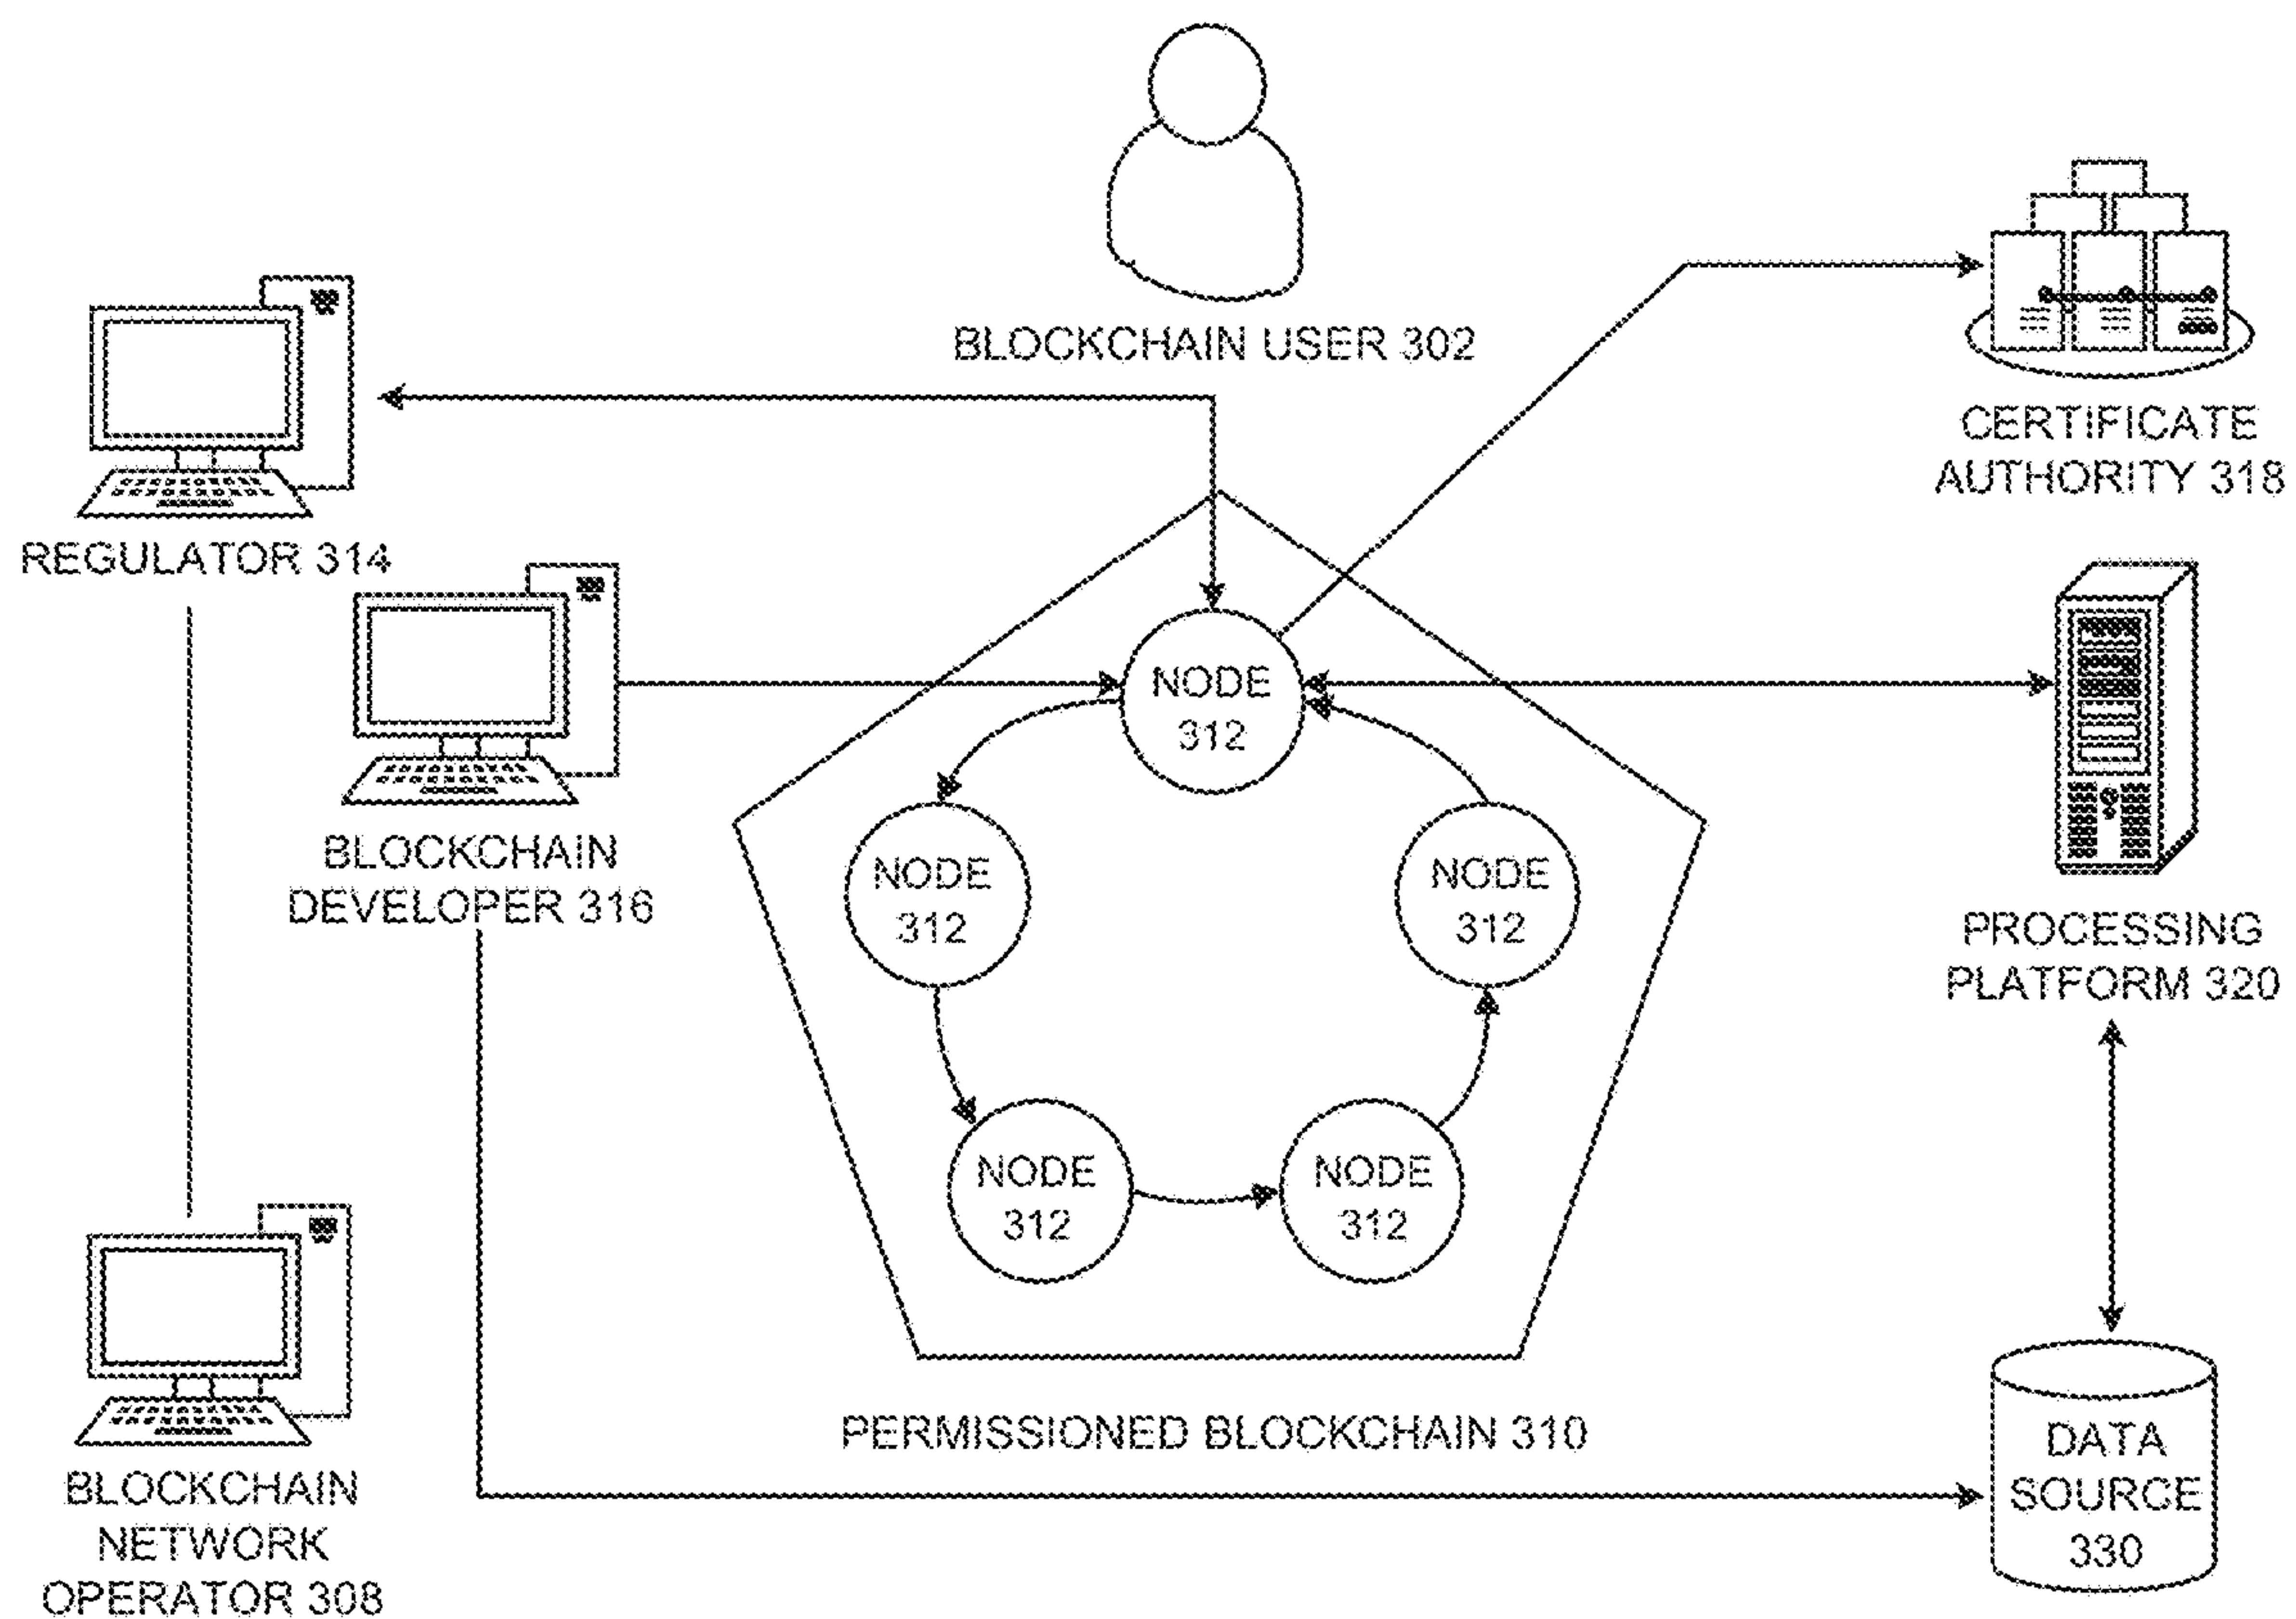 BLOCKCHAIN USER 302
CERTIFICATE
AUTHORITY 318
REGULATOR 314
NODE
312
BLOCKCHAIN
DEVELOPER 316
NODE
312
NODE
312
PROCESSING
PLATFORM 320
NODE
312
NODE
312
PERMISSIONED BLOCKCHAIN 310
BLOCKCHAIN
NETWORK
OPERATOR 308
DATA
SOURCE
330